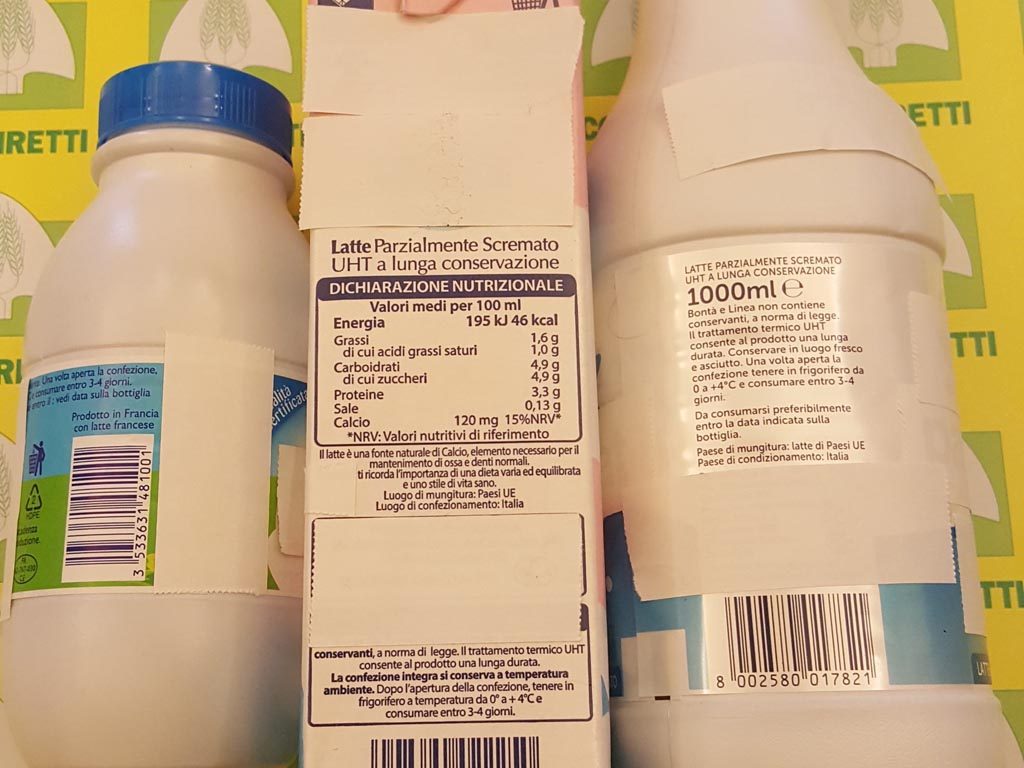 IRETTI
ETTI
Una volta aperta la confezione,
e consumare entro 3-4 giorni.
entro il : vedi data sulla bottiglia
Prodotto in Francia
con latte francese
HDPE
3 533631 481001
Latte Parzialmente Scremato
UHT a lunga conservazione
DICHIARAZIONE NUTRIZIONALE
Valori medi per 100 ml
Energia 195 kJ 46 kcal
Grassi 1,6 g
di cui acidi grassi saturi 1,0 g
Carboidrati 4,9 g
di cui zuccheri 4,9 g
Proteine 3,3 g
Sale 0,13 g
Calcio 120 mg 15%NRV*
*NRV: Valori nutritivi di riferimento
Il latte è una fonte naturale di Calcio, elemento necessario per il
mantenimento di ossa e denti normali.
ti ricorda l'importanza di una dieta varia ed equilibrata
e uno stile di vita sano.
Luogo di mungitura: Paesi UE
Luogo di confezionamento: Italia
conservanti, a norma di legge. Il trattamento termico UHT
consente al prodotto una lunga durata.
La confezione integra si conserva a temperatura
ambiente. Dopo l'apertura della confezione, tenere in
frigorifero a temperatura da 0° a + 4°C e
consumare entro 3-4 giorni.
LATTE PARZIALMENTE SCREMATO
UHT A LUNGA CONSERVAZIONE
1000ml e
Bontà e Linea non contiene
conservanti, a norma di legge.
Il trattamento termico UHT
consente al prodotto una lunga
durata. Conservare in luogo fresco
e asciutto. Una volta aperta la
confezione tenere in frigorifero da
0 a +4°C e consumare entro 3-4
giorni.
Da consumarsi preferibilmente
entro la data indicata sulla
bottiglia.
Paese di mungitura: latte di Paesi UE
Paese di condizionamento: Italia
8 002580 017821
TTI